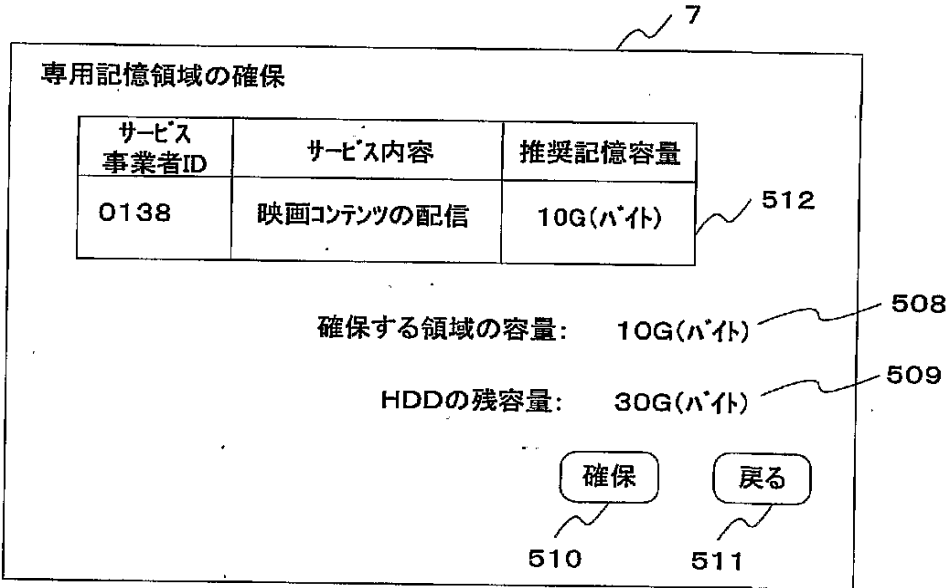 7
専用記憶領域の確保
サービス
事業者ID
サービス内容
推奨記憶容量
0138
映画コンテンツの配信
10G(バイト)
512
確保する領域の容量:
10G(バイト)
508
HDDの残容量:
30G(バイト)
509
確保
戻る
510
511